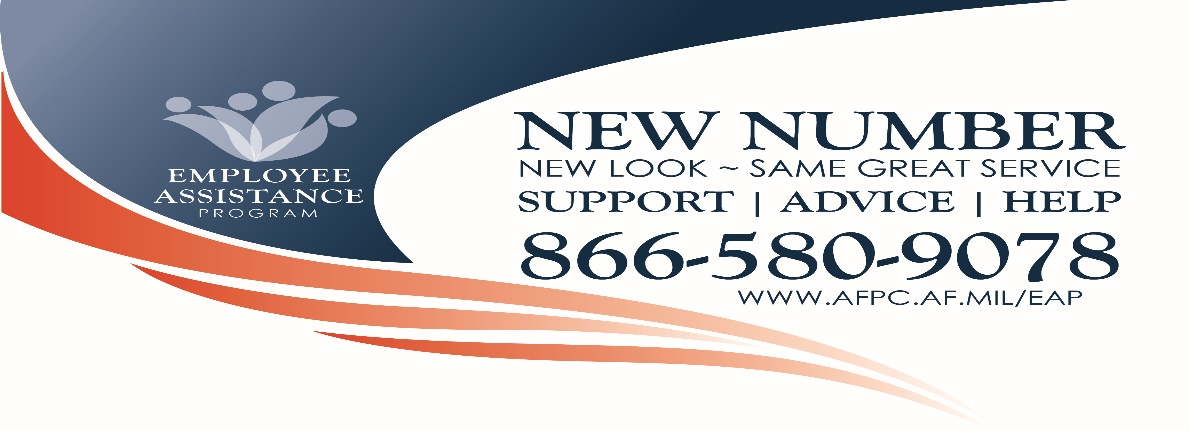 EMPLOYEE
ASSISTANCE
PROGRAM
NEW NUMBER
NEW LOOK ~ SAME GREAT SERVICE
SUPPORT | ADVICE | HELP
866-580-9078
WWW.AFPC.AF.MIL/EAP